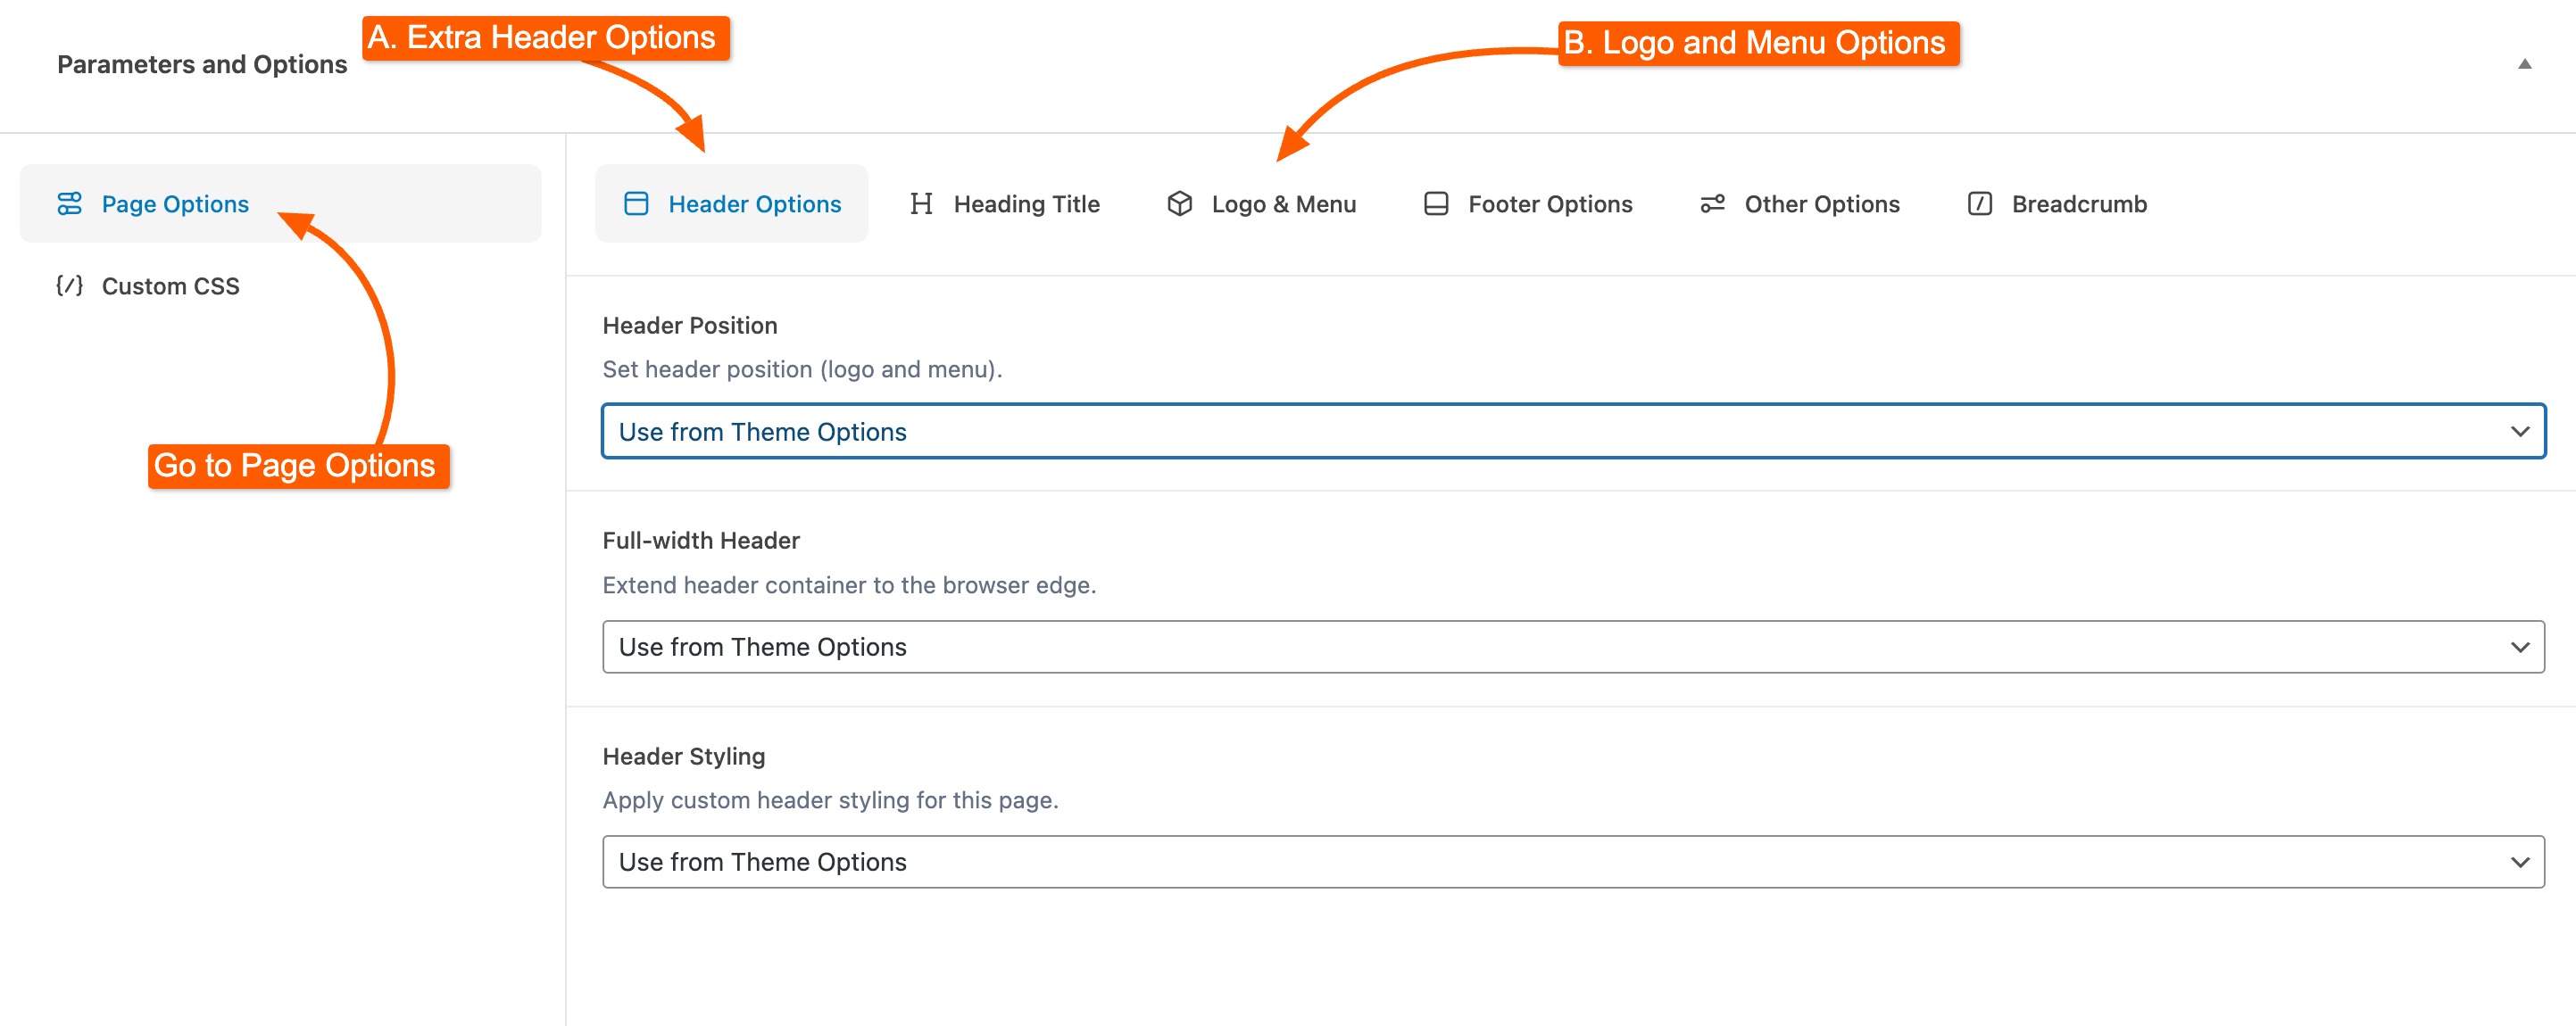 A. Extra Header Options
B. Logo and Menu Options
Parameters and Options
Page Options
Custom CSS
Go to Page Options
Header Options
Heading Title
Logo & Menu
Footer Options
Other Options
Breadcrumb
Header Position
Set header position (logo and menu).
Use from Theme Options
Full-width Header
Extend header container to the browser edge.
Use from Theme Options
Header Styling
Apply custom header styling for this page.
Use from Theme Options